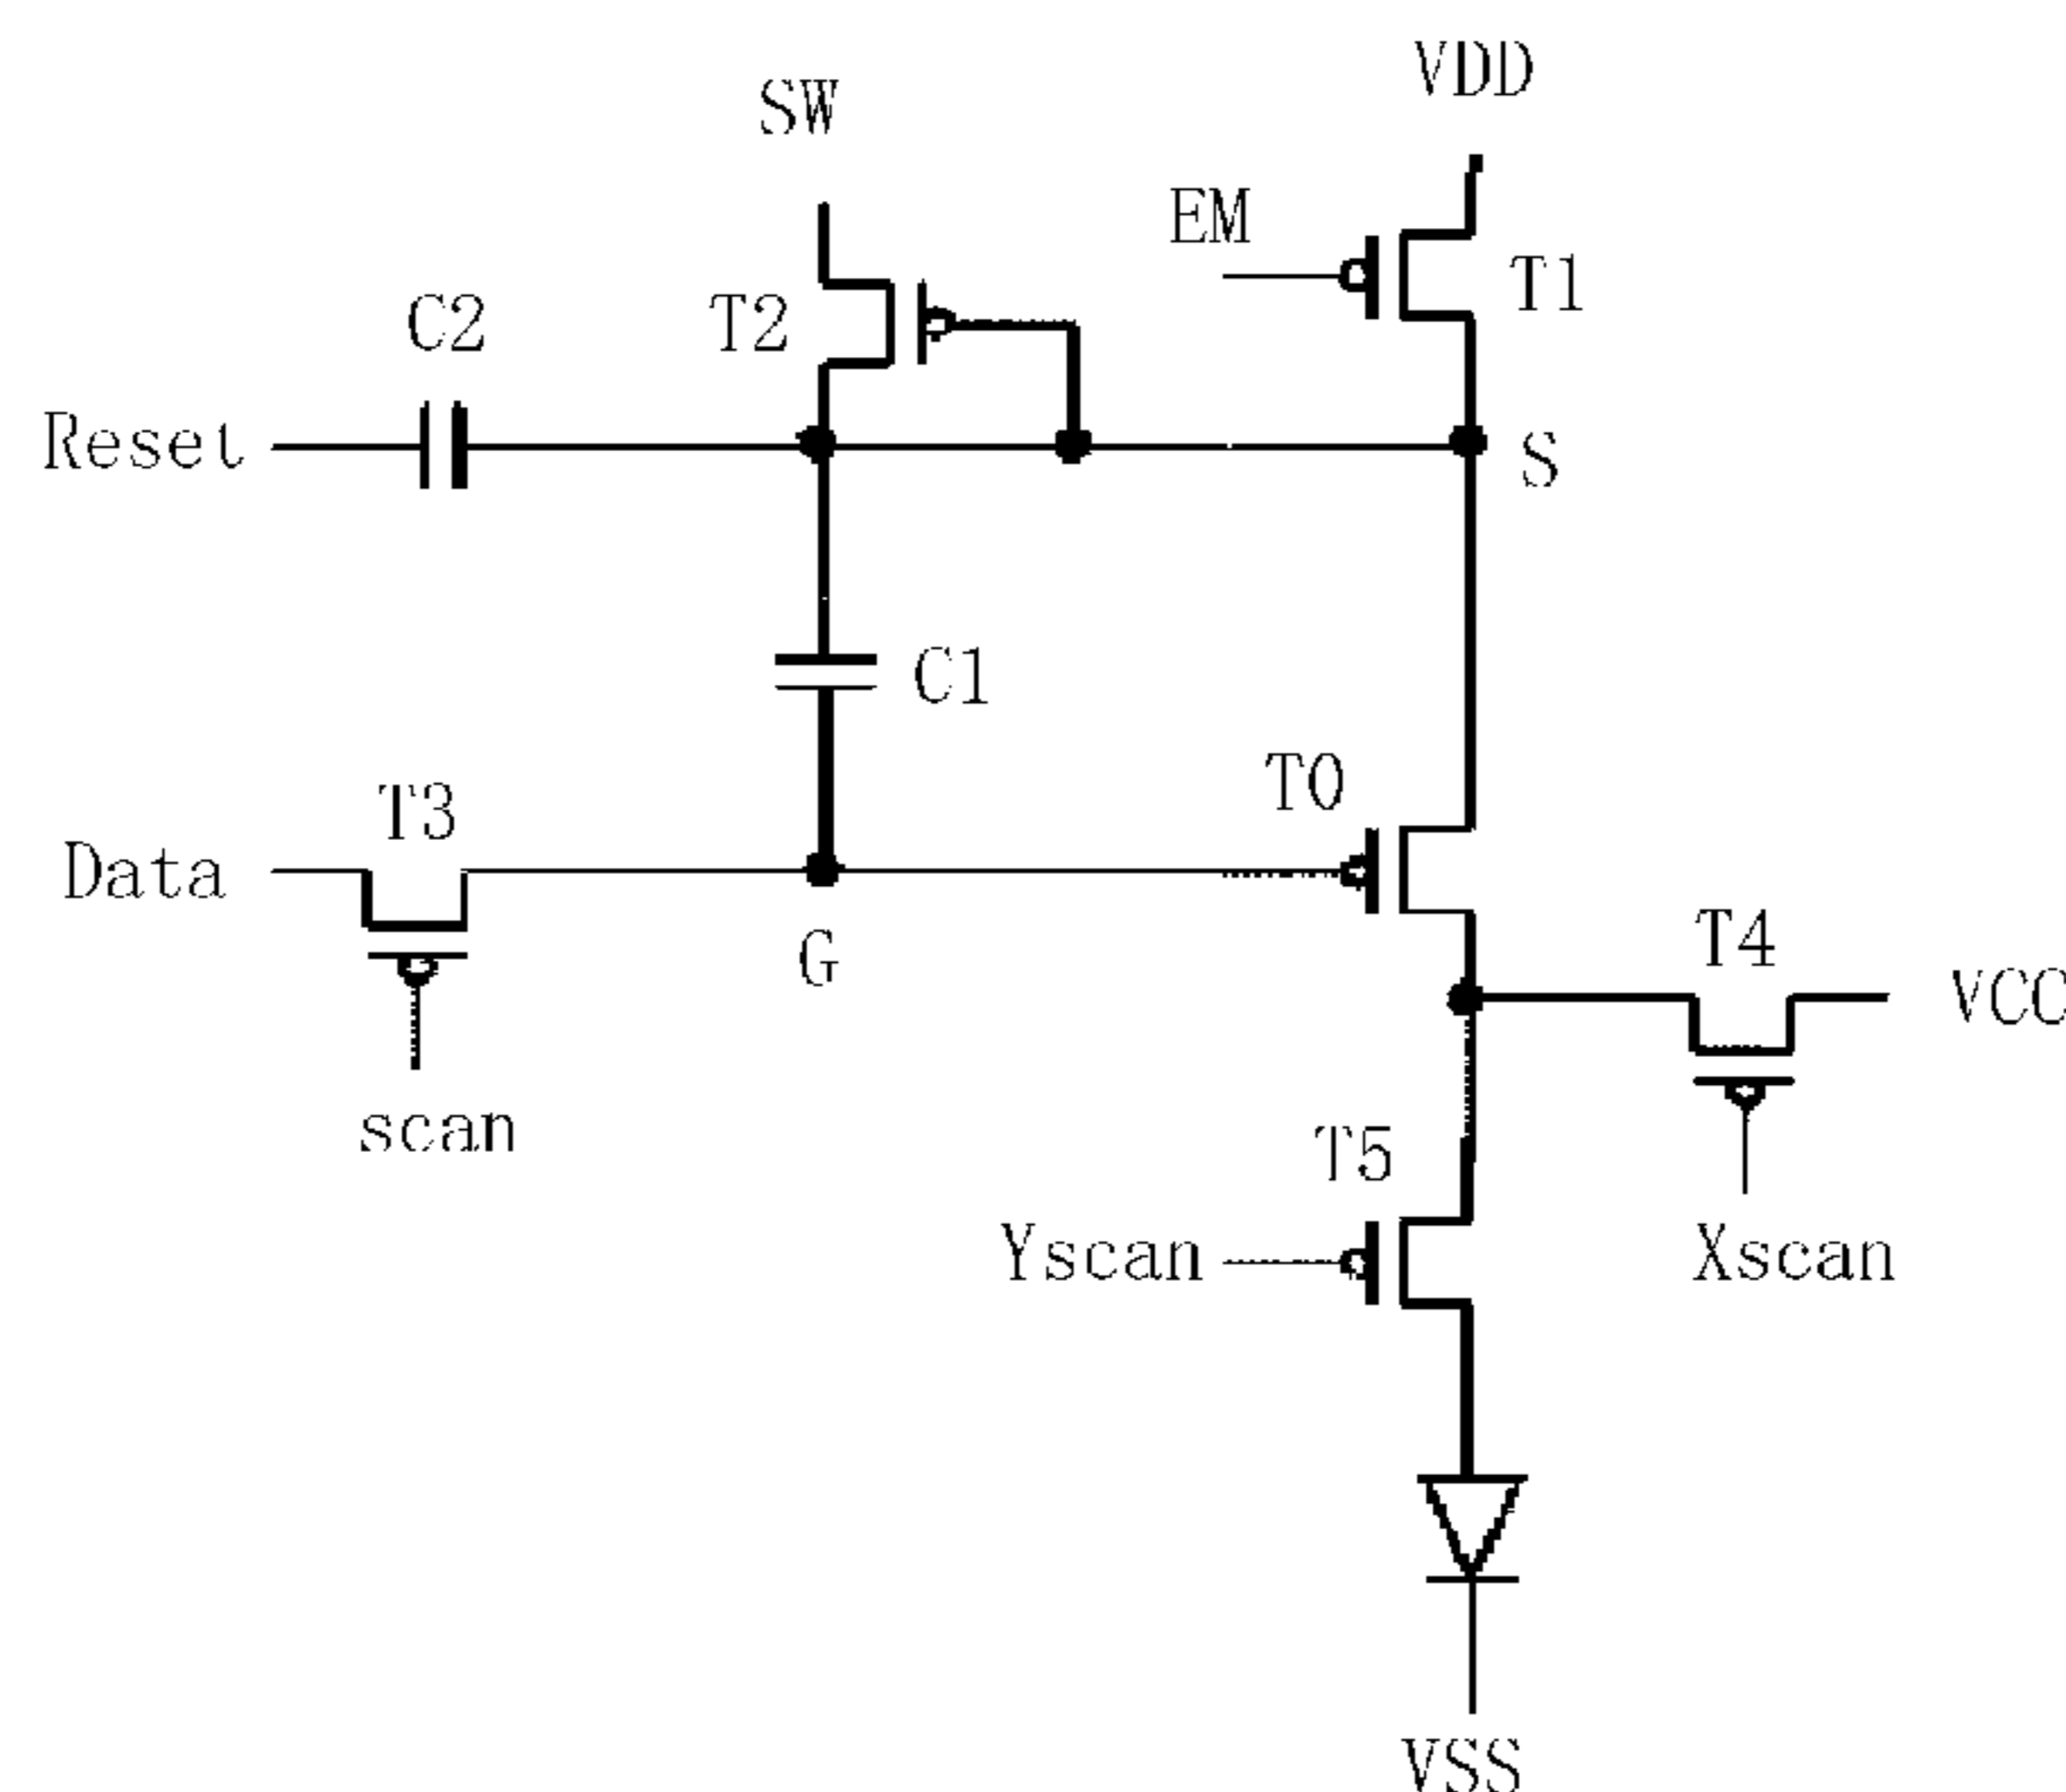 VDD
SW
EM
T1
C2
T2
Reset
S
C1
T0
T3
Data
G
T4
VCC
scan
T5
Yscan
Xscan
VSS